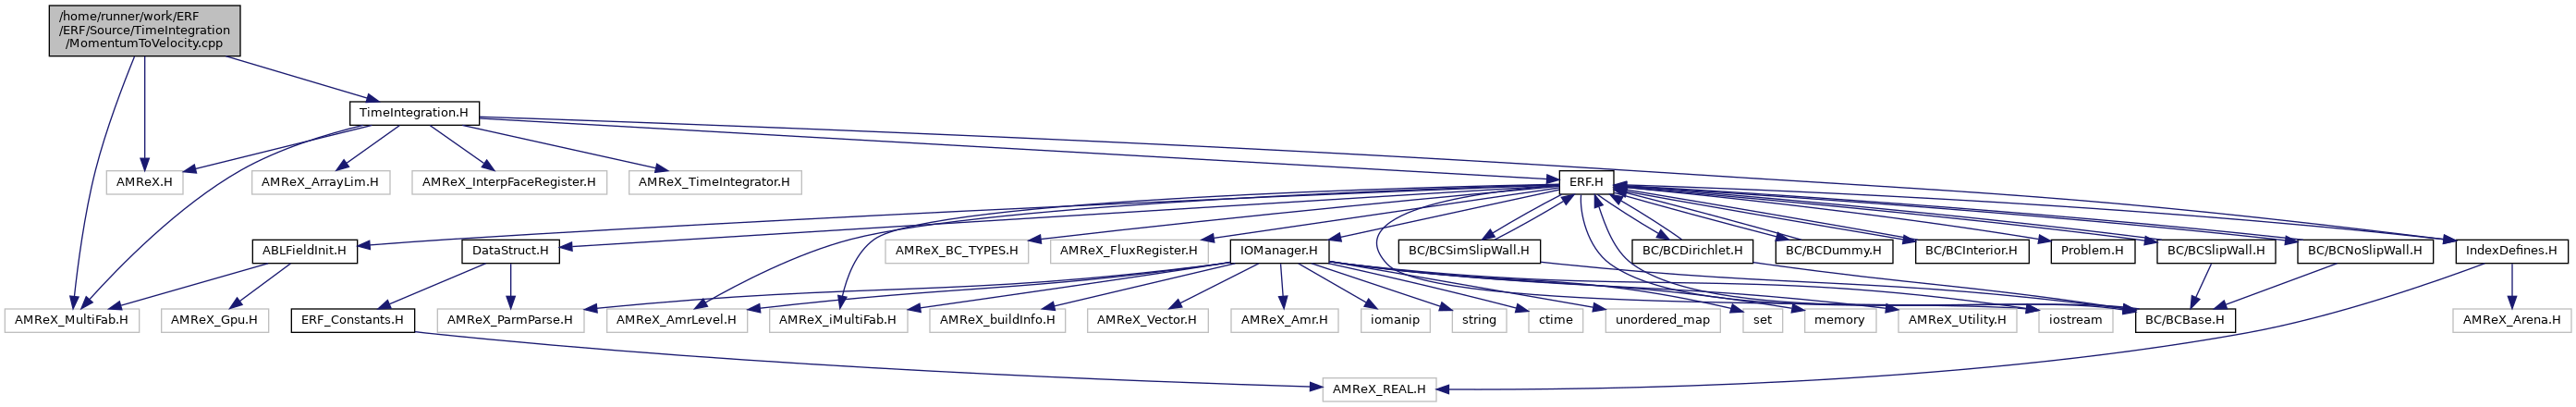 /home/runner/work/ERF
/ERF/Source/TimeIntegration
/MomentumToVelocity.cpp
TimeIntegration.H
AMReX.H
AMReX_ArrayLim.H
AMReX_InterpFaceRegister.H
AMReX_TimeIntegrator.H
ERF.H
ABLFieldInit.H
DataStruct.H
AMReX_BC_TYPES.H
AMReX_FluxRegister.H
IOManager.H
BC/BCSimSlipWall.H
BC/BCDirichlet.H
BC/BCDummy.H
BC/BCInterior.H
Problem.H
BC/BCSlipWall.H
BC/BCNoSlipWall.H
IndexDefines.H
AMReX_MultiFab.H
AMReX_Gpu.H
ERF_Constants.H
AMReX_ParmParse.H
AMReX_AmrLevel.H
AMReX_iMultiFab.H
AMReX_buildInfo.H
AMReX_Vector.H
AMReX_Amr.H
iomanip
string
ctime
unordered_map
set
memory
AMReX_Utility.H
iostream
BC/BCBase.H
AMReX_Arena.H
AMReX_REAL.H